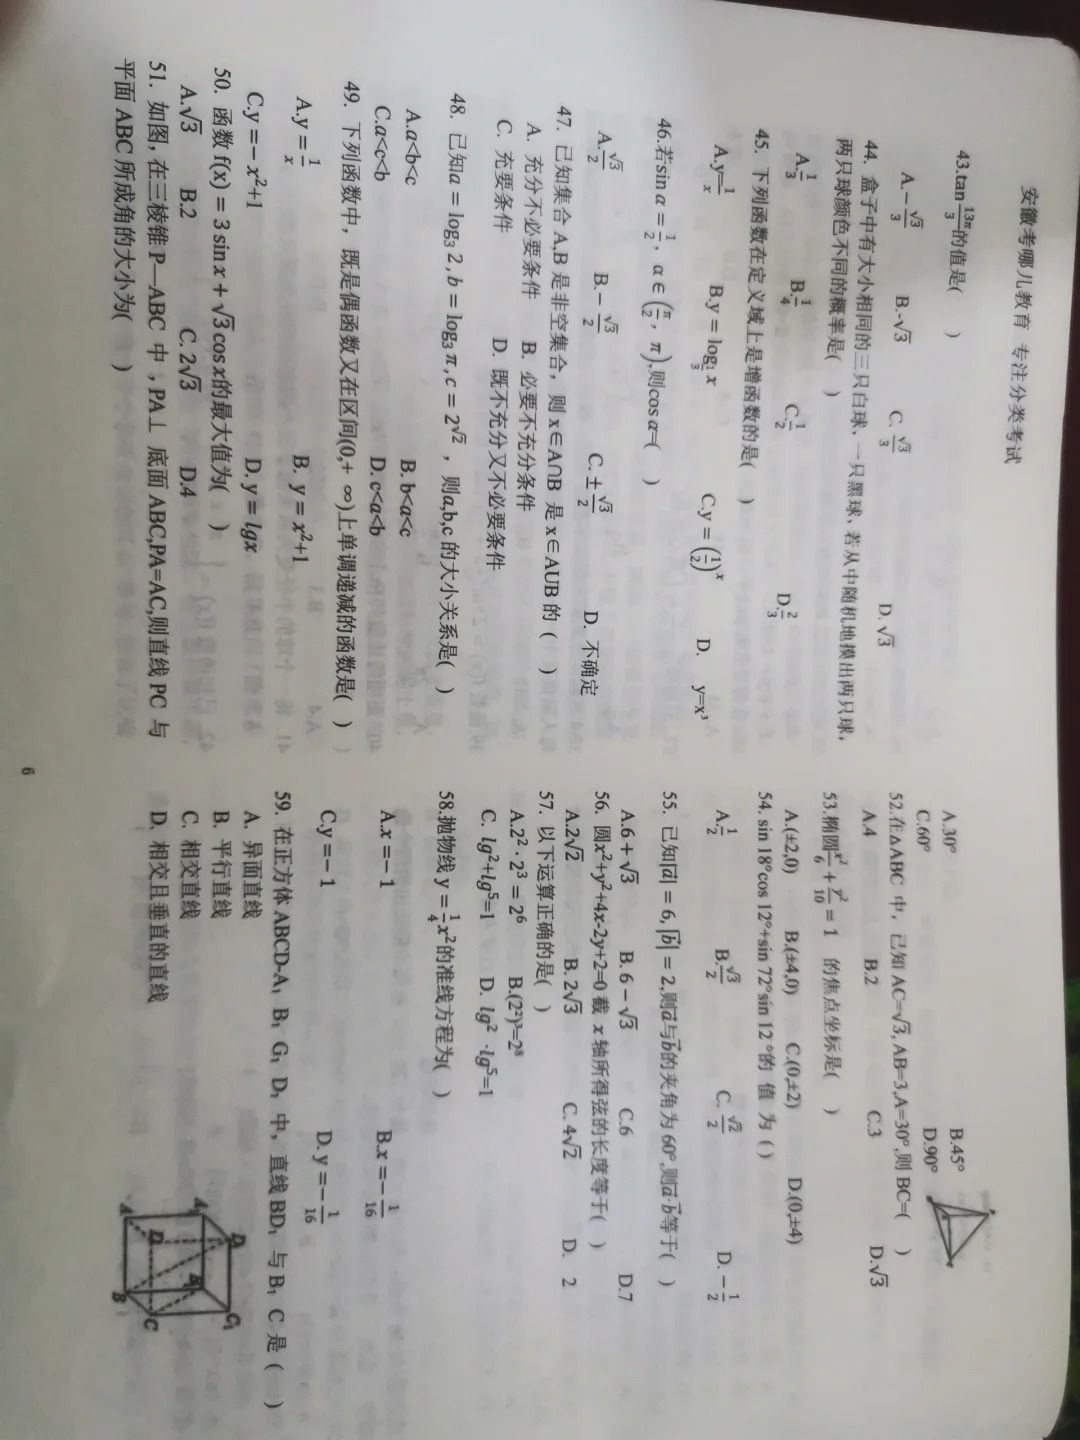 安徽考哪儿教育 专注分类考试
43.tan 13π/3 的值是( )
A.-√3/3 B.-√3 C. √3/3 D. √3
44. 盒子中有大小相同的三只白球、一只黑球,若从中随机地摸出两只球,
两只球颜色不同的概率是( )
A.1/3 B.1/4 C.1/2 D.2/3
45. 下列函数在定义域上是增函数的是( )
A.y=1/x B.y = log_{1/3} x C.y = (1/2)^x D. y=x³
46.若sin α = 1/2, α ∈ (π/2, π),则cos α=( )
A.√3/2 B. -√3/2 C. ±√3/2 D. 不确定
47. 已知集合 A,B 是非空集合, 则 x∈A∩B 是 x∈AUB 的 ( )
A. 充分不必要条件 B. 必要不充分条件
C. 充要条件 D. 既不充分又不必要条件
48. 已知a = log₃ 2, b = log₃ π, c = 2^√2 , 则a,b,c 的大小关系是( )
A.a<b<c B. b<a<c
C.a<c<b D. c<a<b
49. 下列函数中, 既是偶函数又在区间(0,+ ∞)上单调递减的函数是( )
A.y = 1/x B. y = x²+1
C.y = -x²+1 D. y = lgx
50. 函数 f(x) = 3 sin x + √3 cos x的最大值为( )
A.√3 B.2 C. 2√3 D.4
51. 如图, 在三棱锥 P—ABC 中 ,PA⊥ 底面 ABC,PA=AC,则直线 PC 与
平面 ABC 所成角的大小为( )
A.30° B.45°
C.60° D.90°
52.在△ABC 中, 已知 AC=√3, AB=3,A=30°,则 BC=( )
A.4 B.2 C.3 D.√3
53.椭圆x²/6 + y²/10 = 1 的焦点坐标是( )
A.(±2,0) B.(±4,0) C.(0,±2) D.(0,±4)
54. sin 18°cos 12°+sin 72°sin 12 °的 值 为 ( )
A.1/2 B.√3/2 C. √2/2 D. -1/2
55. 已知|a⃗| = 6, |b⃗| = 2,则a⃗与b⃗的夹角为 60°,则a⃗·b⃗等于( )
A.6 + √3 B. 6 - √3 C.6 D.7
56. 圆x²+y²+4x-2y+2=0 截 x 轴所得弦的长度等于( )
A.2√2 B. 2√3 C. 4√2 D. 2
57. 以下运算正确的是( )
A.2² · 2³ = 2⁶ B.(2²)³=2⁸
C. lg²+lg⁵=1 D. lg² ·lg⁵=1
58.抛物线 y = 1/4 x²的准线方程为( )
A.x = -1 B.x = -1/16
C.y = -1 D. y = -1/16
59. 在正方体 ABCD-A₁ B₁ G₁ D₁ 中, 直线 BD₁ 与 B₁ C 是 ( )
A. 异面直线
B. 平行直线
C. 相交直线
D. 相交且垂直的直线
A₁ D B C₁
A D B C
6